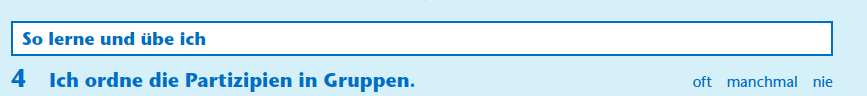 So lerne und übe ich
4 Ich ordne die Partizipien in Gruppen. oft manchmal nie